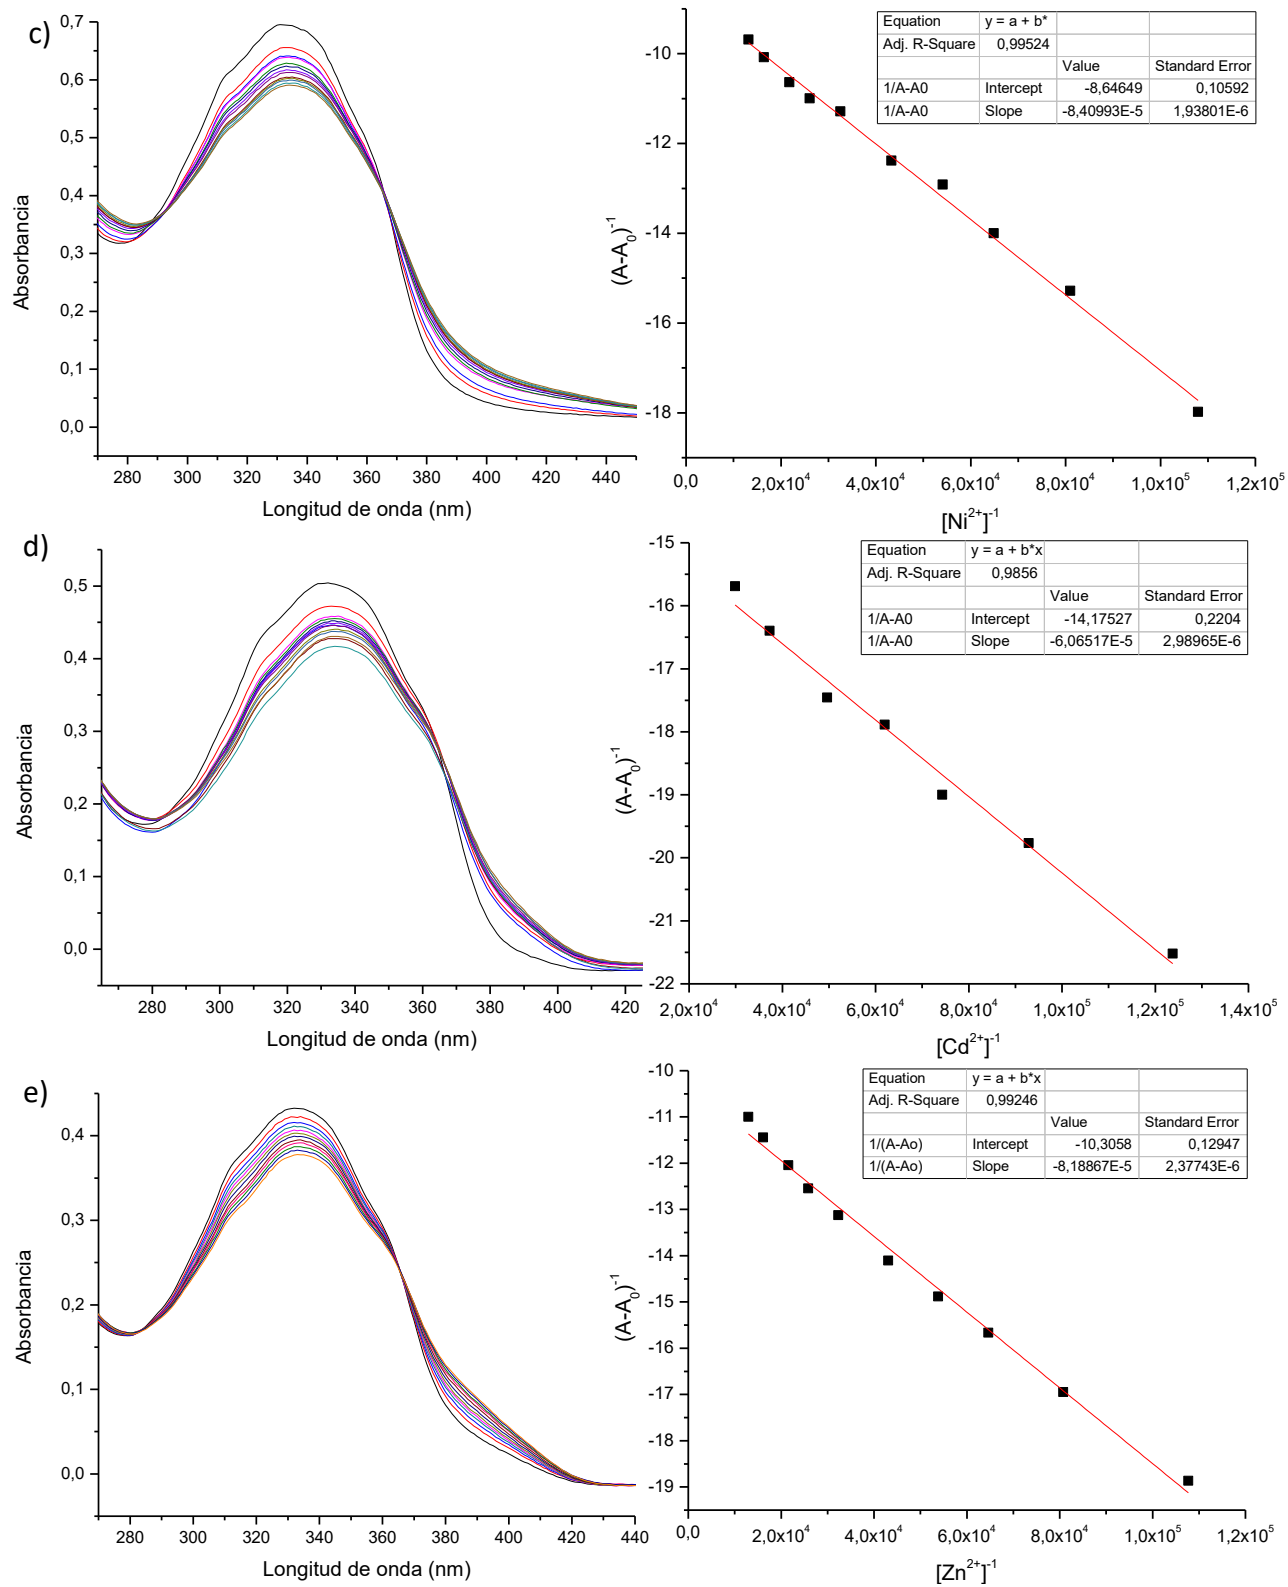 c)
0,7
0,6
0,5
0,4
0,3
0,2
0,1
0,0
Absorbancia
280 300 320 340 360 380 400 420 440
Longitud de onda (nm)
-10
-12
-14
-16
-18
(A-A₀)⁻¹
Equation y = a + b*
Adj. R-Square 0,99524
Value Standard Error
1/A-A0 Intercept -8,64649 0,10592
1/A-A0 Slope -8,40993E-5 1,93801E-6
0,0 2,0x10⁴ 4,0x10⁴ 6,0x10⁴ 8,0x10⁴ 1,0x10⁵ 1,2x10⁵
[Ni²⁺]⁻¹
d)
0,5
0,4
0,3
0,2
0,1
0,0
Absorbancia
280 300 320 340 360 380 400 420
Longitud de onda (nm)
-15
-16
-17
-18
-19
-20
-21
-22
(A-A₀)⁻¹
Equation y = a + b*x
Adj. R-Square 0,9856
Value Standard Error
1/A-A0 Intercept -14,17527 0,2204
1/A-A0 Slope -6,06517E-5 2,98965E-6
2,0x10⁴ 4,0x10⁴ 6,0x10⁴ 8,0x10⁴ 1,0x10⁵ 1,2x10⁵ 1,4x10⁵
[Cd²⁺]⁻¹
e)
0,4
0,3
0,2
0,1
0,0
Absorbancia
280 300 320 340 360 380 400 420 440
Longitud de onda (nm)
-10
-11
-12
-13
-14
-15
-16
-17
-18
-19
(A-A₀)⁻¹
Equation y = a + b*x
Adj. R-Square 0,99246
Value Standard Error
1/(A-Ao) Intercept -10,3058 0,12947
1/(A-Ao) Slope -8,18867E-5 2,37743E-6
0,0 2,0x10⁴ 4,0x10⁴ 6,0x10⁴ 8,0x10⁴ 1,0x10⁵ 1,2x10⁵
[Zn²⁺]⁻¹